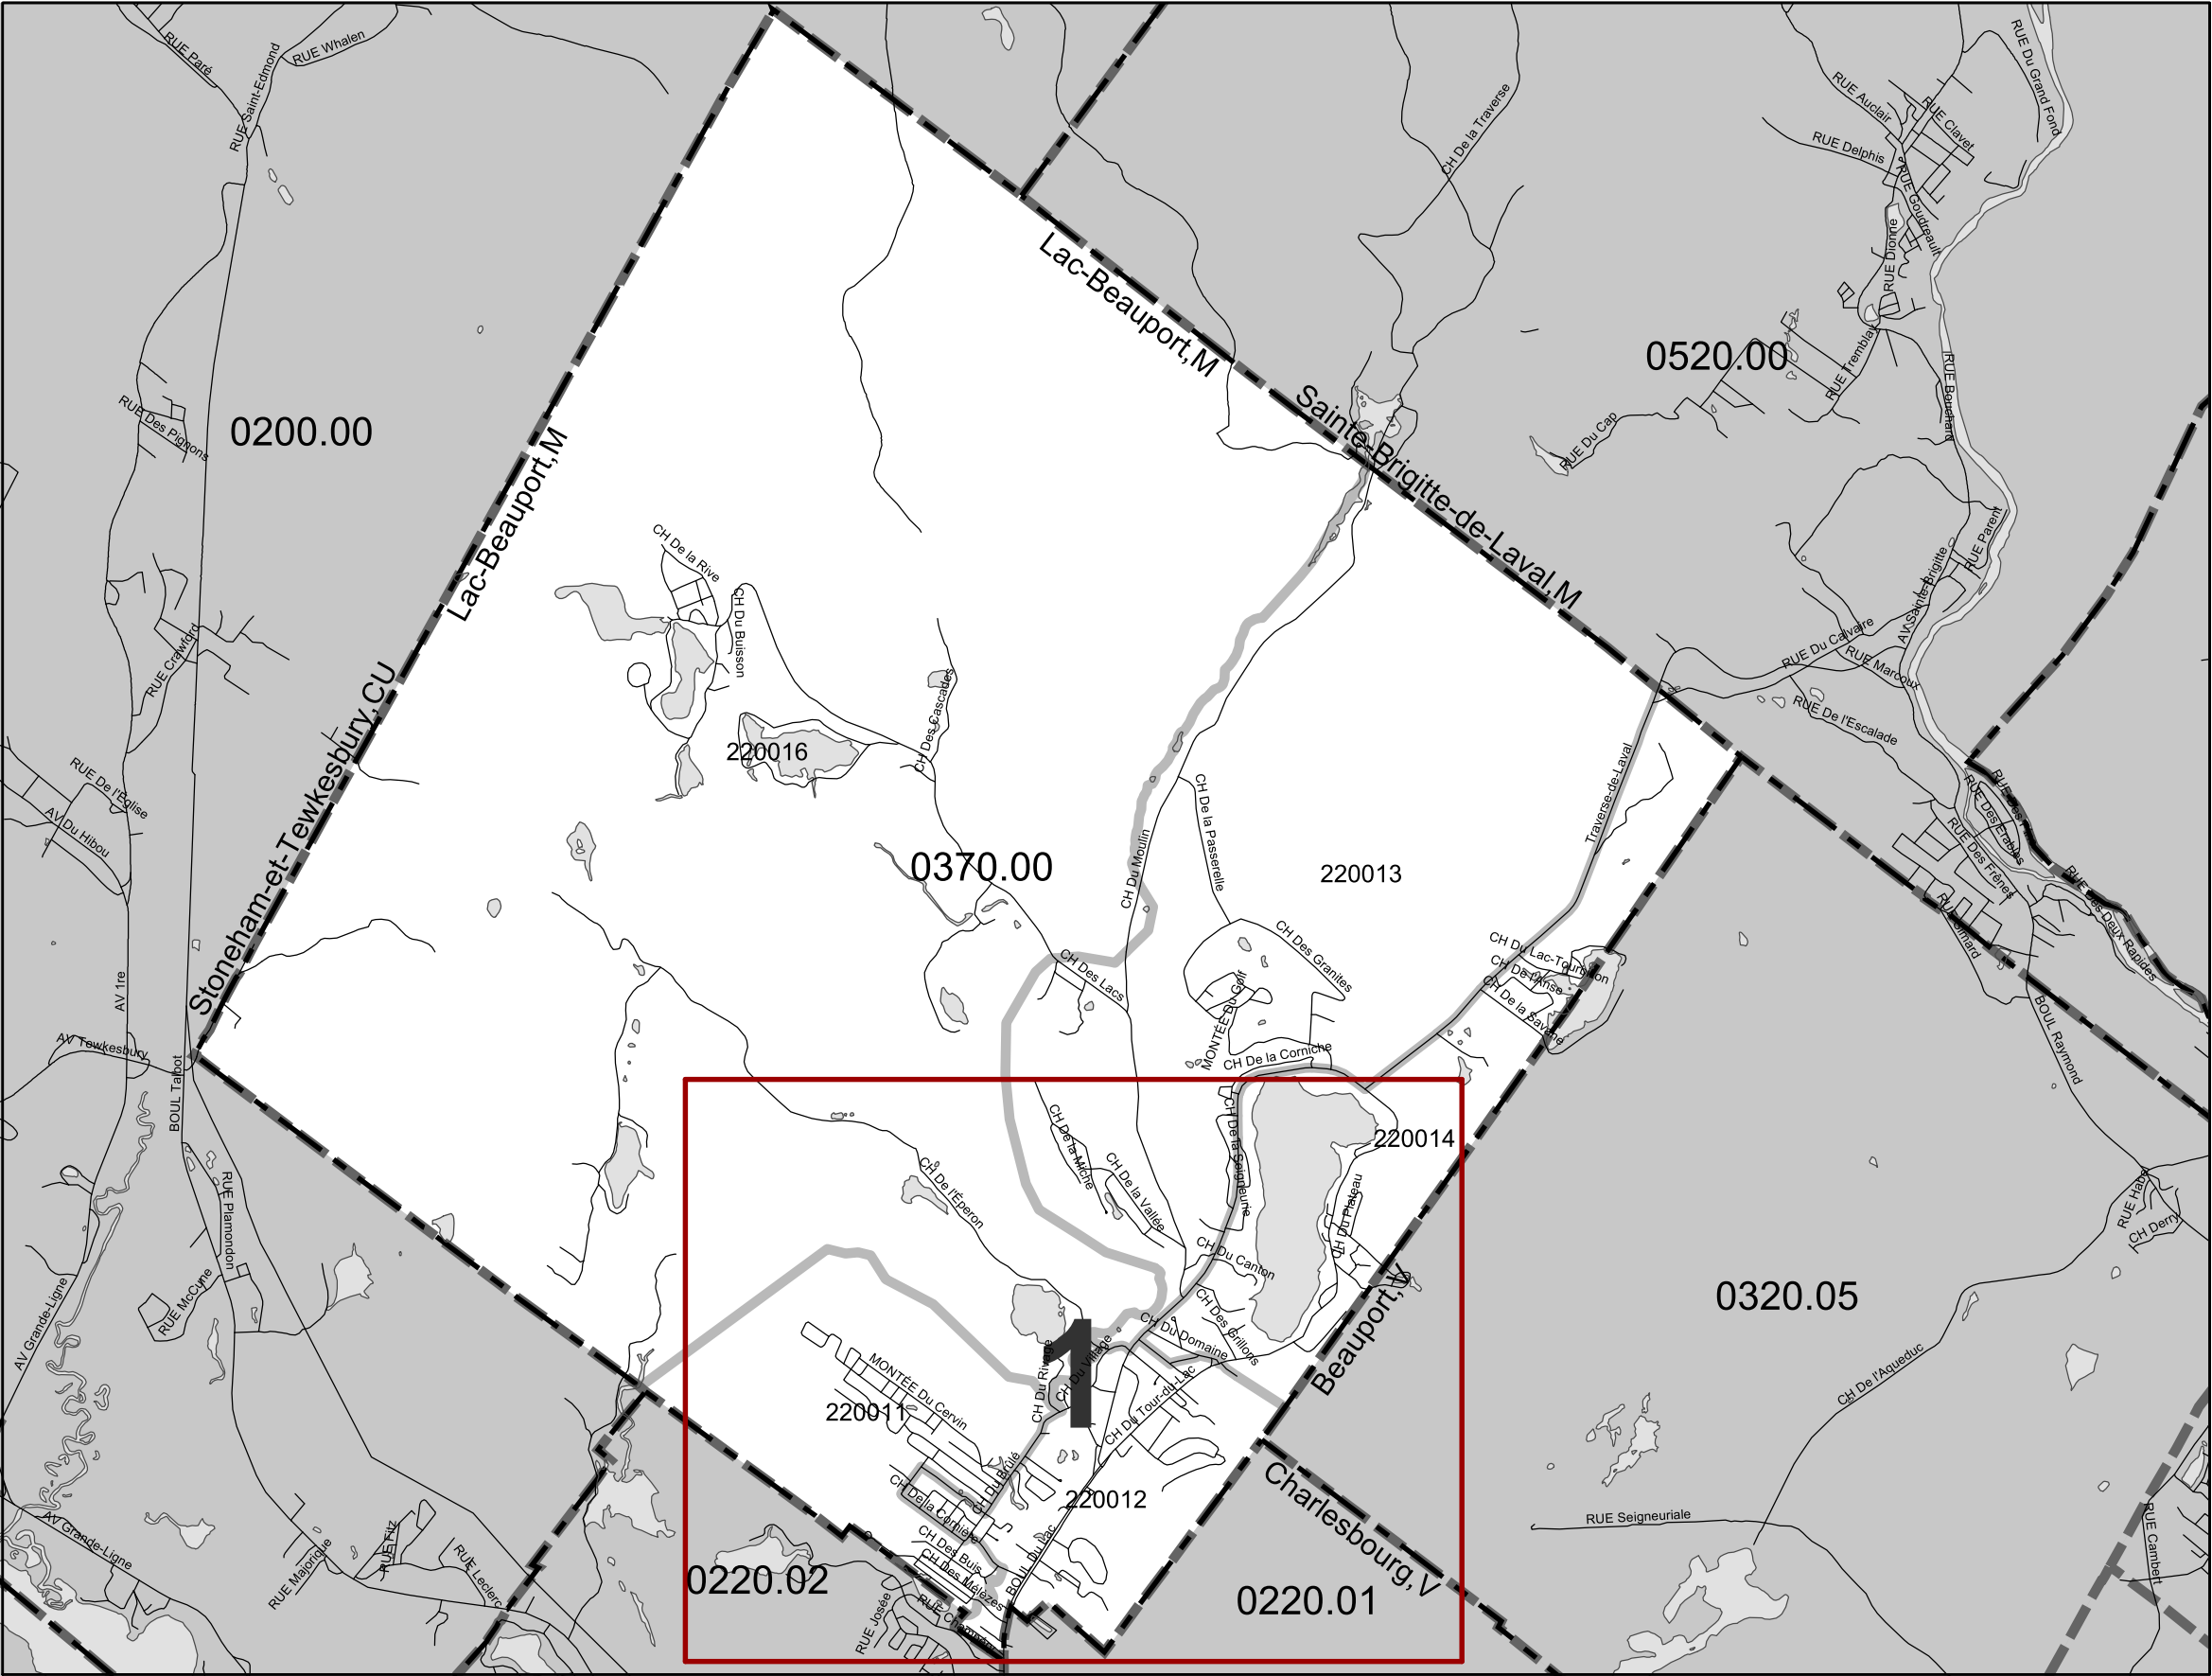 RUE Paré
RUE Whalen
RUE Saint-Edmond
CH De la Traverse
RUE Du Grand Fond
RUE Auclair
RUE Clavet
RUE Delphis
RUE Goudreault
RUE Dionne
Lac-Beauport,M
0520.00
RUE Tremblay
RUE Bouchard
RUE Du Cap
Sainte-Brigitte-de-Laval,M
0200.00
RUE Des Pignons
Lac-Beauport,M
CH De la Rive
CH Du Buisson
RUE Parent
AV Sainte-Brigitte
RUE Crawford
RUE Du Calvaire
RUE Marcoux
CH Des Cascades
RUE De l'Escalade
220016
Stoneham-et-Tewkesbury,CU
RUE De l'Église
AV Du Hibou
Traverse-de-Laval
CH De la Passerelle
CH Du Moulin
0370.00
220013
RUE Des Érables
RUE Des Frênes
RUE Simard
RUE Des Deux Rapides
CH Des Granites
CH Du Lac-Tourbillon
CH De l'Anse
CH De la Savane
CH Des Lacs
MONTÉE Du Golf
AV 1re
AV Tewkesbury
BOUL Talbot
BOUL Raymond
CH De la Corniche
CH De la Seigneurie
220014
CH De la Miche
CH De la Vallée
CH De l'Éperon
CH Du Plateau
RUE Plamondon
RUE McCune
AV Grande-Ligne
CH Du Canton
CH Des Grillons
CH Du Domaine
RUE Habel
CH Derry
0320.05
Beauport,V
1
CH Du Rivage
CH Du Village
CH Du Tour-du-Lac
CH De l'Aqueduc
MONTÉE Du Cervin
220011
CH Du Brûlé
CH De la Cornière
220012
Charlesbourg,V
RUE Seigneuriale
RUE Cambert
AV Grande-Ligne
RUE Majorique
RUE Fitz
RUE Leclerc
CH Des Buis
CH Des Mélèzes
BOUL Du Lac
0220.02
0220.01
RUE Josée